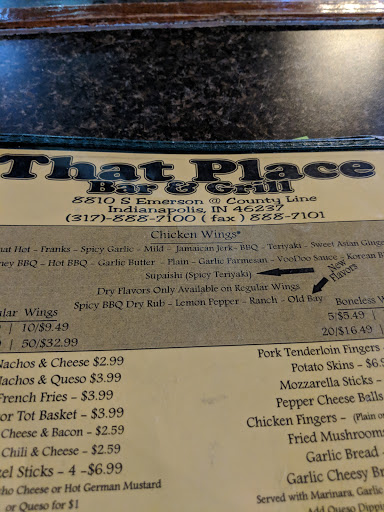 That Place
Bar & Grill
8810 S Emerson @ County Line
Indianapolis, IN 46237
(317)-888-7100 ( fax ) 888-7101
Chicken Wings*
Hot - Franks - Spicy Garlic - Mild - Jamaican Jerk - BBQ - Teriyaki - Sweet Asian
BBQ - Hot BBQ - Garlic Butter - Plain - Garlic Parmesan - VooDoo Sauce - Korean
Supaishi (Spicy Teriyaki)
New
Flavors
Dry Flavors Only Available on Regular Wings
Spicy BBQ Dry Rub - Lemon Pepper - Ranch - Old Bay
Wings
Boneless
| 10/$9.49
5/$5.49 |
| 50/$32.99
20/$16.49
Nachos & Cheese $2.99
Nachos & Queso $3.99
French Fries - $3.99
or Tot Basket - $3.99
Cheese & Bacon - $2.59
Chili & Cheese - $2.59
Sticks - 4 -$6.99
Cheese or Hot German Mustard
or Queso for $1
Pork Tenderloin Fingers
Potato Skins -
Mozzarella Sticks -
Pepper Cheese Balls
Chicken Fingers - (Plain
Fried Mushrooms
Garlic Bread -
Garlic Cheesy
Served with Marinara,
Add Queso